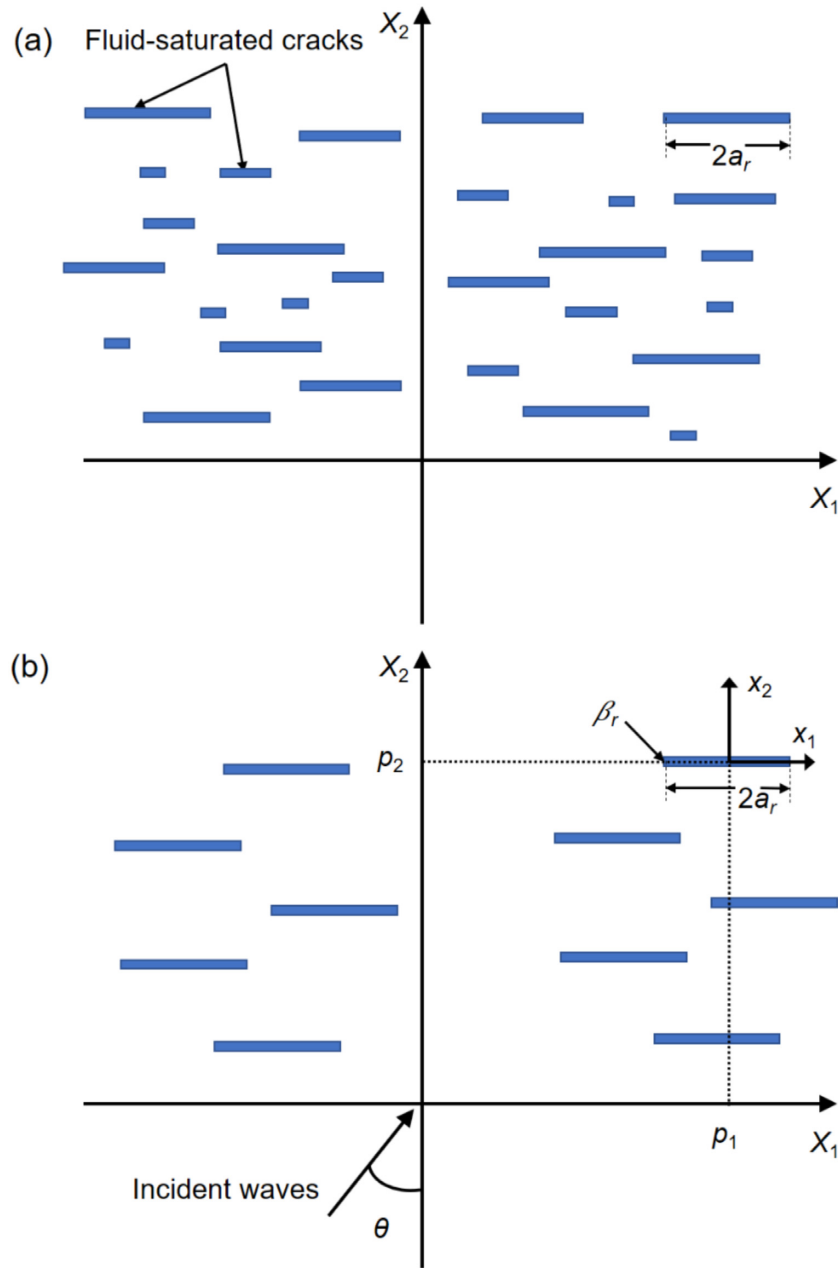 (a)
X₂
Fluid-saturated cracks
2aᵣ
X₁
(b)
X₂
x₂
βᵣ
x₁
p₂
2aᵣ
p₁
X₁
Incident waves
θ